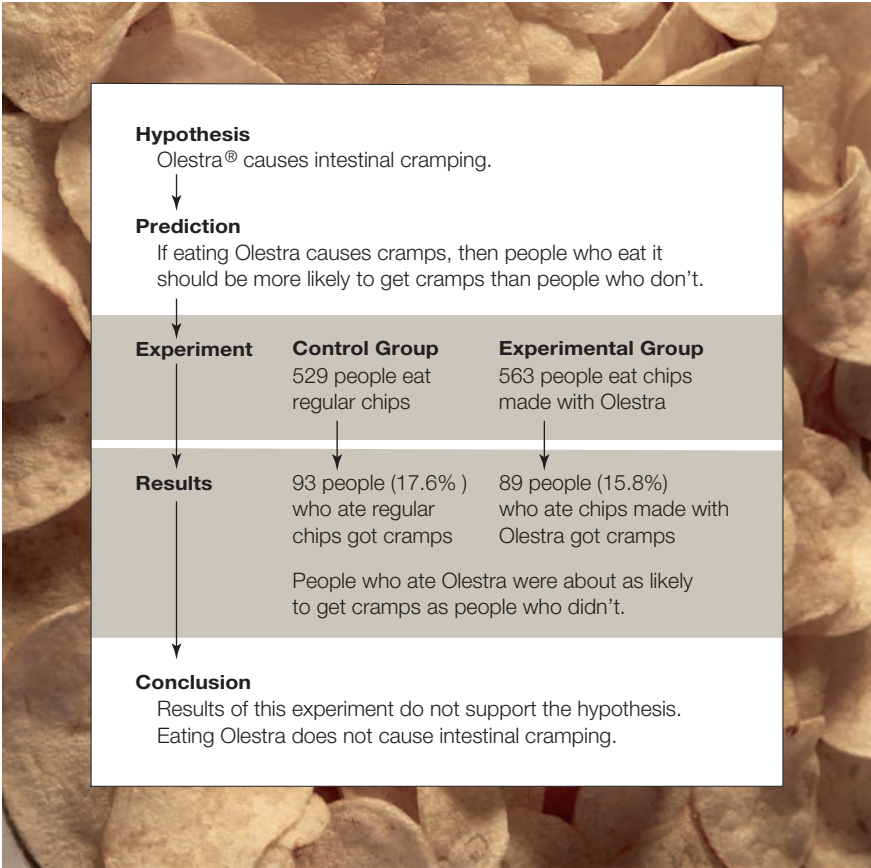 Hypothesis
Olestra® causes intestinal cramping.
Prediction
If eating Olestra causes cramps, then people who eat it
should be more likely to get cramps than people who don’t.
Experiment
Control Group
529 people eat
regular chips
Experimental Group
563 people eat chips
made with Olestra
Results
93 people (17.6% )
who ate regular
chips got cramps
89 people (15.8%)
who ate chips made with
Olestra got cramps
People who ate Olestra were about as likely
to get cramps as people who didn’t.
Conclusion
Results of this experiment do not support the hypothesis.
Eating Olestra does not cause intestinal cramping.